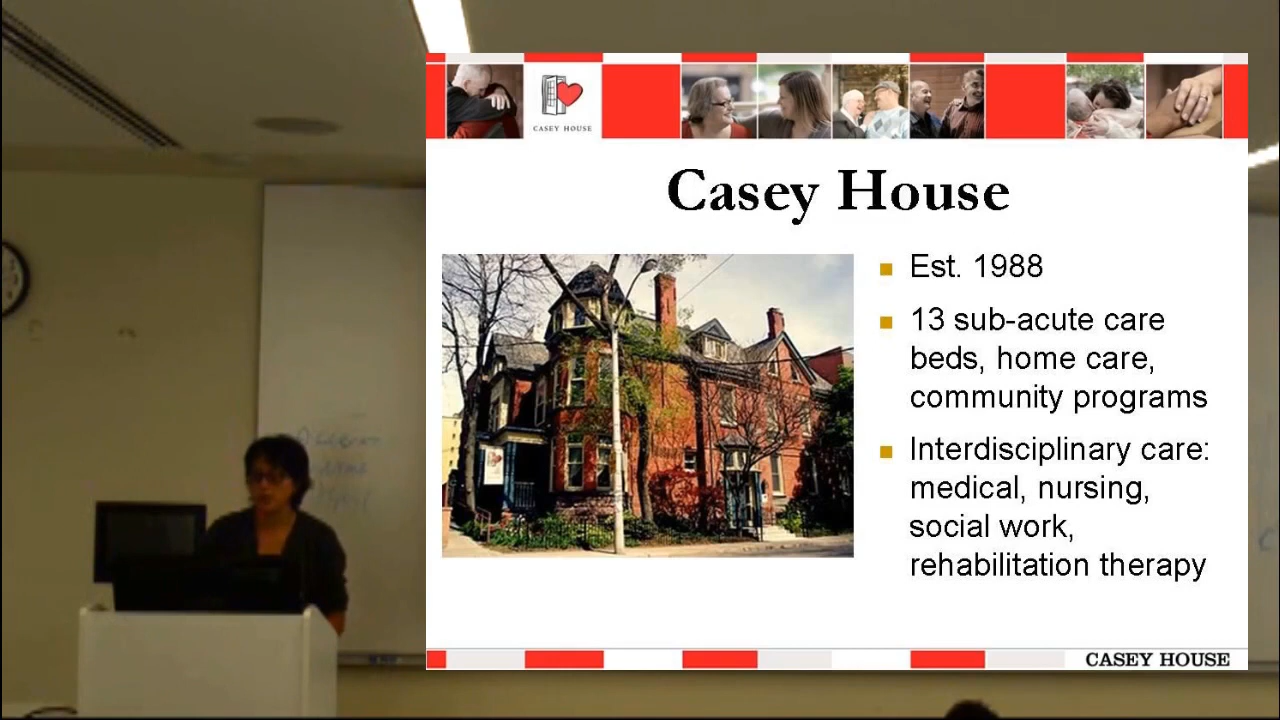 CASEY HOUSE
Casey House
Est. 1988
13 sub-acute care
beds, home care,
community programs
Interdisciplinary care:
medical, nursing,
social work,
rehabilitation therapy
CASEY HOUSE